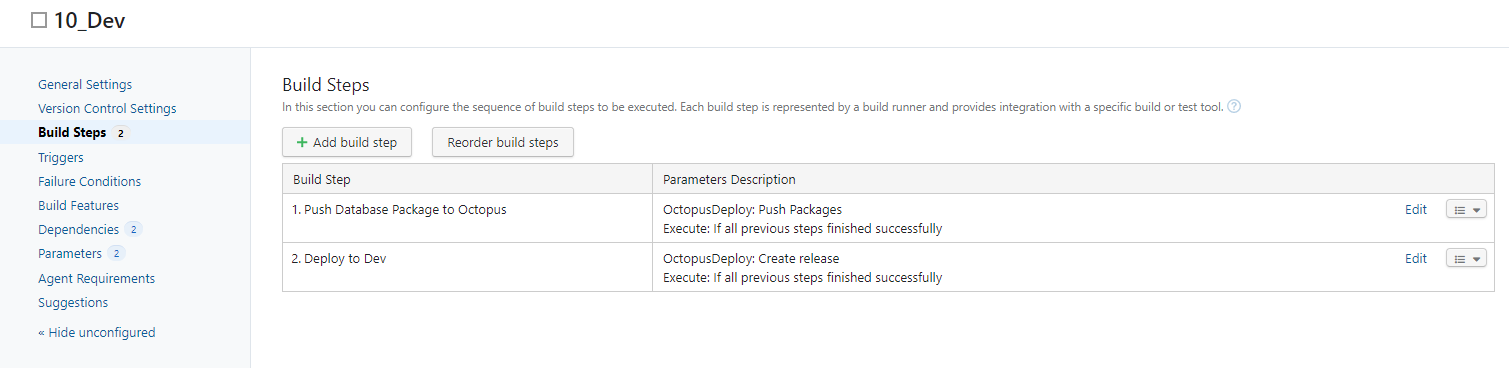 10_Dev
General Settings
Version Control Settings
Build Steps 2
Triggers
Failure Conditions
Build Features
Dependencies 2
Parameters 2
Agent Requirements
Suggestions
« Hide unconfigured
Build Steps
In this section you can configure the sequence of build steps to be executed. Each build step is represented by a build runner and provides integration with a specific build or test tool. ?
+ Add build step Reorder build steps
Build Step Parameters Description
1. Push Database Package to Octopus OctopusDeploy: Push Packages Edit
Execute: If all previous steps finished successfully
2. Deploy to Dev OctopusDeploy: Create release Edit
Execute: If all previous steps finished successfully